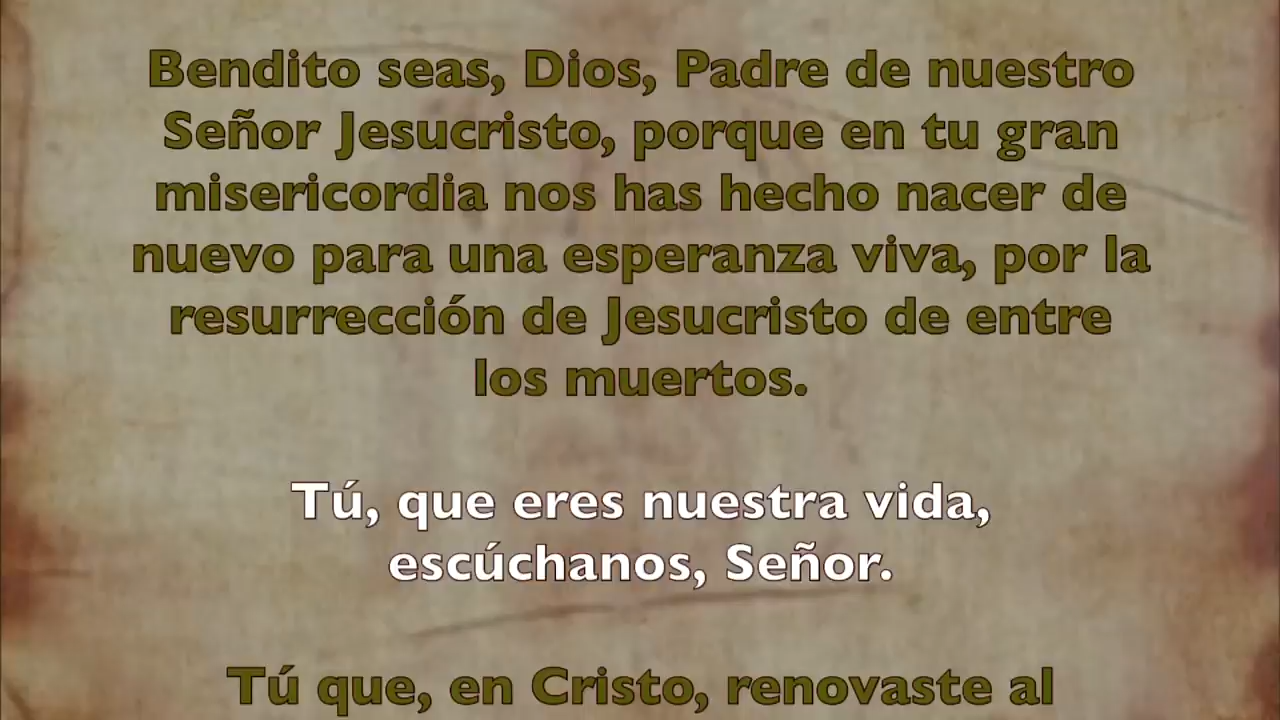 Bendito seas, Dios, Padre de nuestro
Señor Jesucristo, porque en tu gran
misericordia nos has hecho nacer de
nuevo para una esperanza viva, por la
resurrección de Jesucristo de entre
los muertos.
Tú, que eres nuestra vida,
escúchanos, Señor.
Tú que, en Cristo, renovaste al